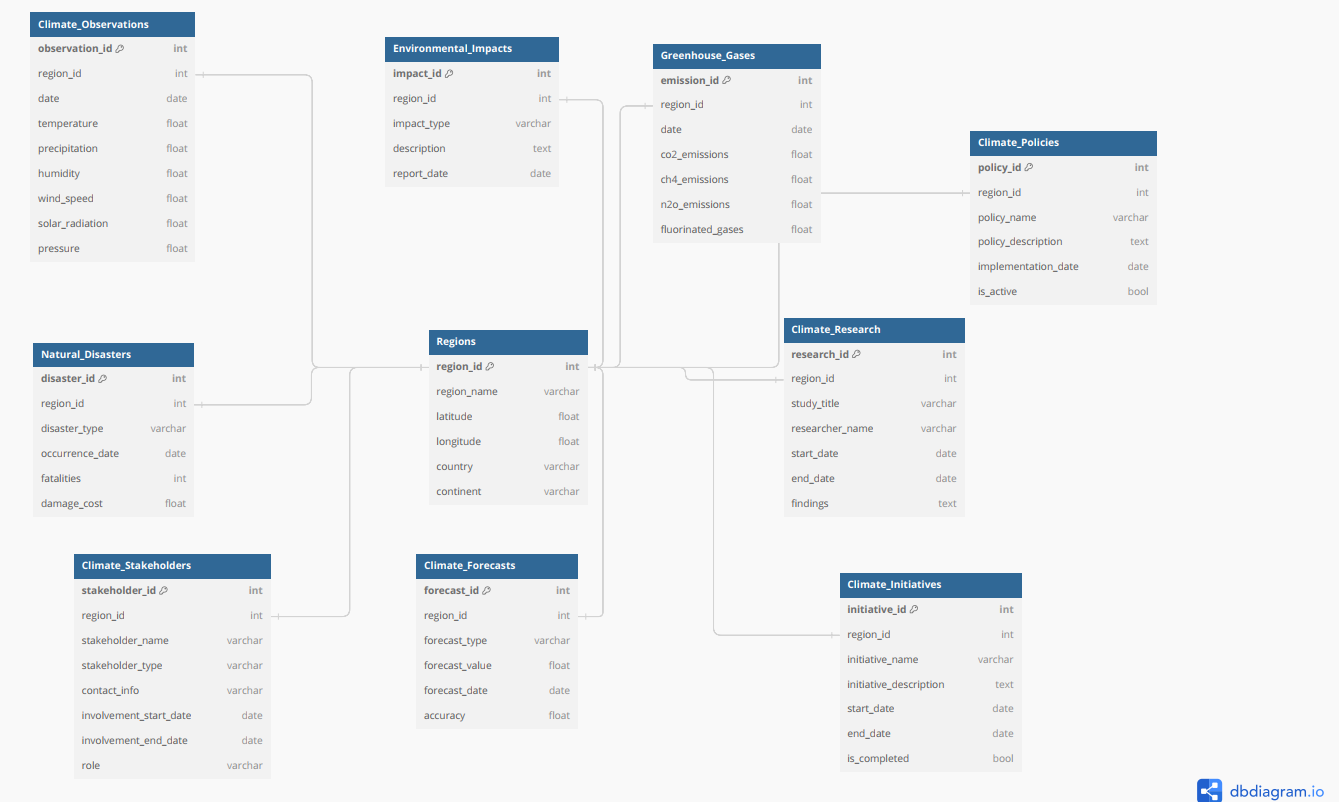 Climate_Observations
observation_id int
region_id int
date date
temperature float
precipitation float
humidity float
wind_speed float
solar_radiation float
pressure float
Environmental_Impacts
impact_id int
region_id int
impact_type varchar
description text
report_date date
Greenhouse_Gases
emission_id int
region_id int
date date
co2_emissions float
ch4_emissions float
n2o_emissions float
fluorinated_gases float
Climate_Policies
policy_id int
region_id int
policy_name varchar
policy_description text
implementation_date date
is_active bool
Natural_Disasters
disaster_id int
region_id int
disaster_type varchar
occurrence_date date
fatalities int
damage_cost float
Regions
region_id int
region_name varchar
latitude float
longitude float
country varchar
continent varchar
Climate_Research
research_id int
region_id int
study_title varchar
researcher_name varchar
start_date date
end_date date
findings text
Climate_Stakeholders
stakeholder_id int
region_id int
stakeholder_name varchar
stakeholder_type varchar
contact_info varchar
involvement_start_date date
involvement_end_date date
role varchar
Climate_Forecasts
forecast_id int
region_id int
forecast_type varchar
forecast_value float
forecast_date date
accuracy float
Climate_Initiatives
initiative_id int
region_id int
initiative_name varchar
initiative_description text
start_date date
end_date date
is_completed bool
dbdiagram.io